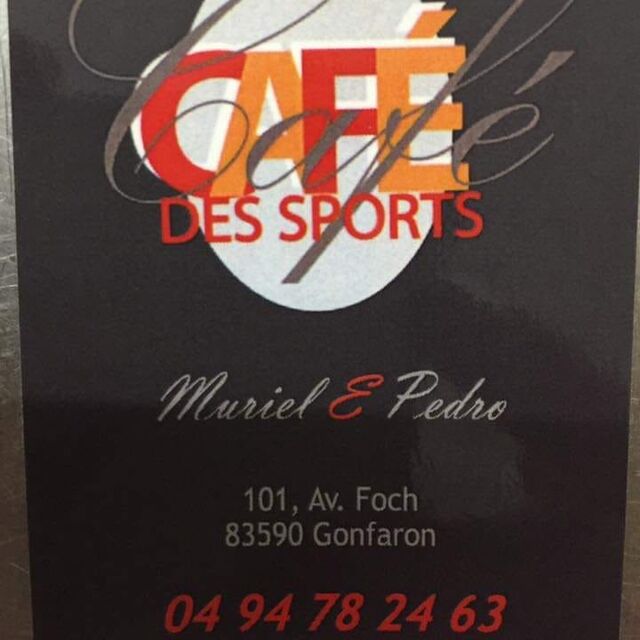 Café
CAFÉ
DES SPORTS
Muriel E Pedro
101, Av. Foch
83590 Gonfaron
04 94 78 24 63